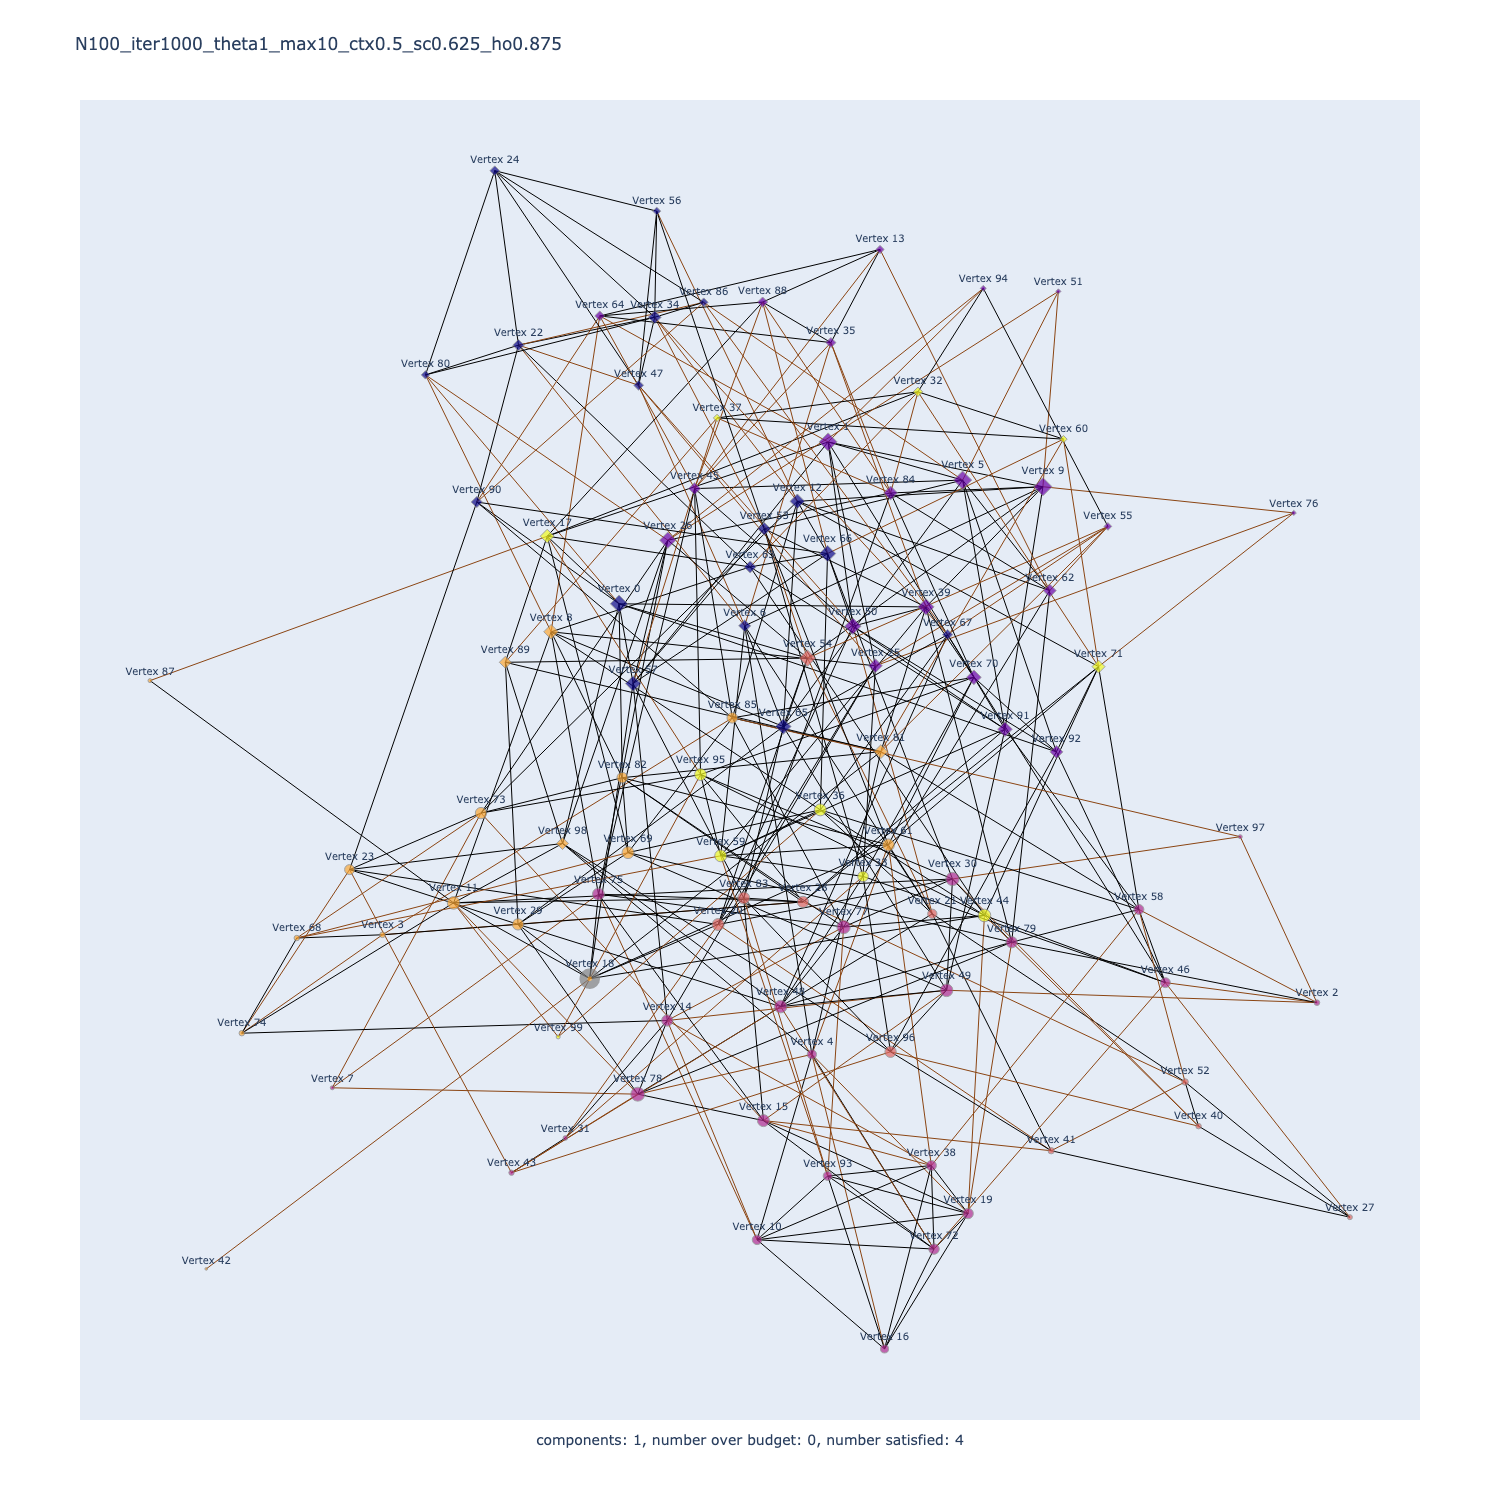 N100_iter1000_theta1_max10_ctx0.5_sc0.625_ho0.875
Vertex 24
Vertex 56
Vertex 13
Vertex 94
Vertex 51
Vertex 86
Vertex 88
Vertex 64
Vertex 34
Vertex 22
Vertex 35
Vertex 80
Vertex 47
Vertex 32
Vertex 37
Vertex 1
Vertex 60
Vertex 5
Vertex 9
Vertex 45
Vertex 84
Vertex 90
Vertex 12
Vertex 76
Vertex 17
Vertex 53
Vertex 55
Vertex 26
Vertex 66
Vertex 62
Vertex 0
Vertex 39
Vertex 8
Vertex 6
Vertex 50
Vertex 67
Vertex 89
Vertex 54
Vertex 71
Vertex 87
Vertex 57
Vertex 70
Vertex 85
Vertex 65
Vertex 91
Vertex 81
Vertex 92
Vertex 82
Vertex 95
Vertex 36
Vertex 73
Vertex 97
Vertex 98
Vertex 69
Vertex 59
Vertex 61
Vertex 23
Vertex 30
Vertex 75
Vertex 83
Vertex 11
Vertex 28
Vertex 21
Vertex 44
Vertex 58
Vertex 68
Vertex 3
Vertex 29
Vertex 77
Vertex 79
Vertex 18
Vertex 49
Vertex 46
Vertex 2
Vertex 48
Vertex 14
Vertex 74
Vertex 99
Vertex 4
Vertex 96
Vertex 7
Vertex 78
Vertex 52
Vertex 15
Vertex 40
Vertex 31
Vertex 41
Vertex 43
Vertex 93
Vertex 38
Vertex 19
Vertex 27
Vertex 10
Vertex 72
Vertex 42
Vertex 16
components: 1, number over budget: 0, number satisfied: 4